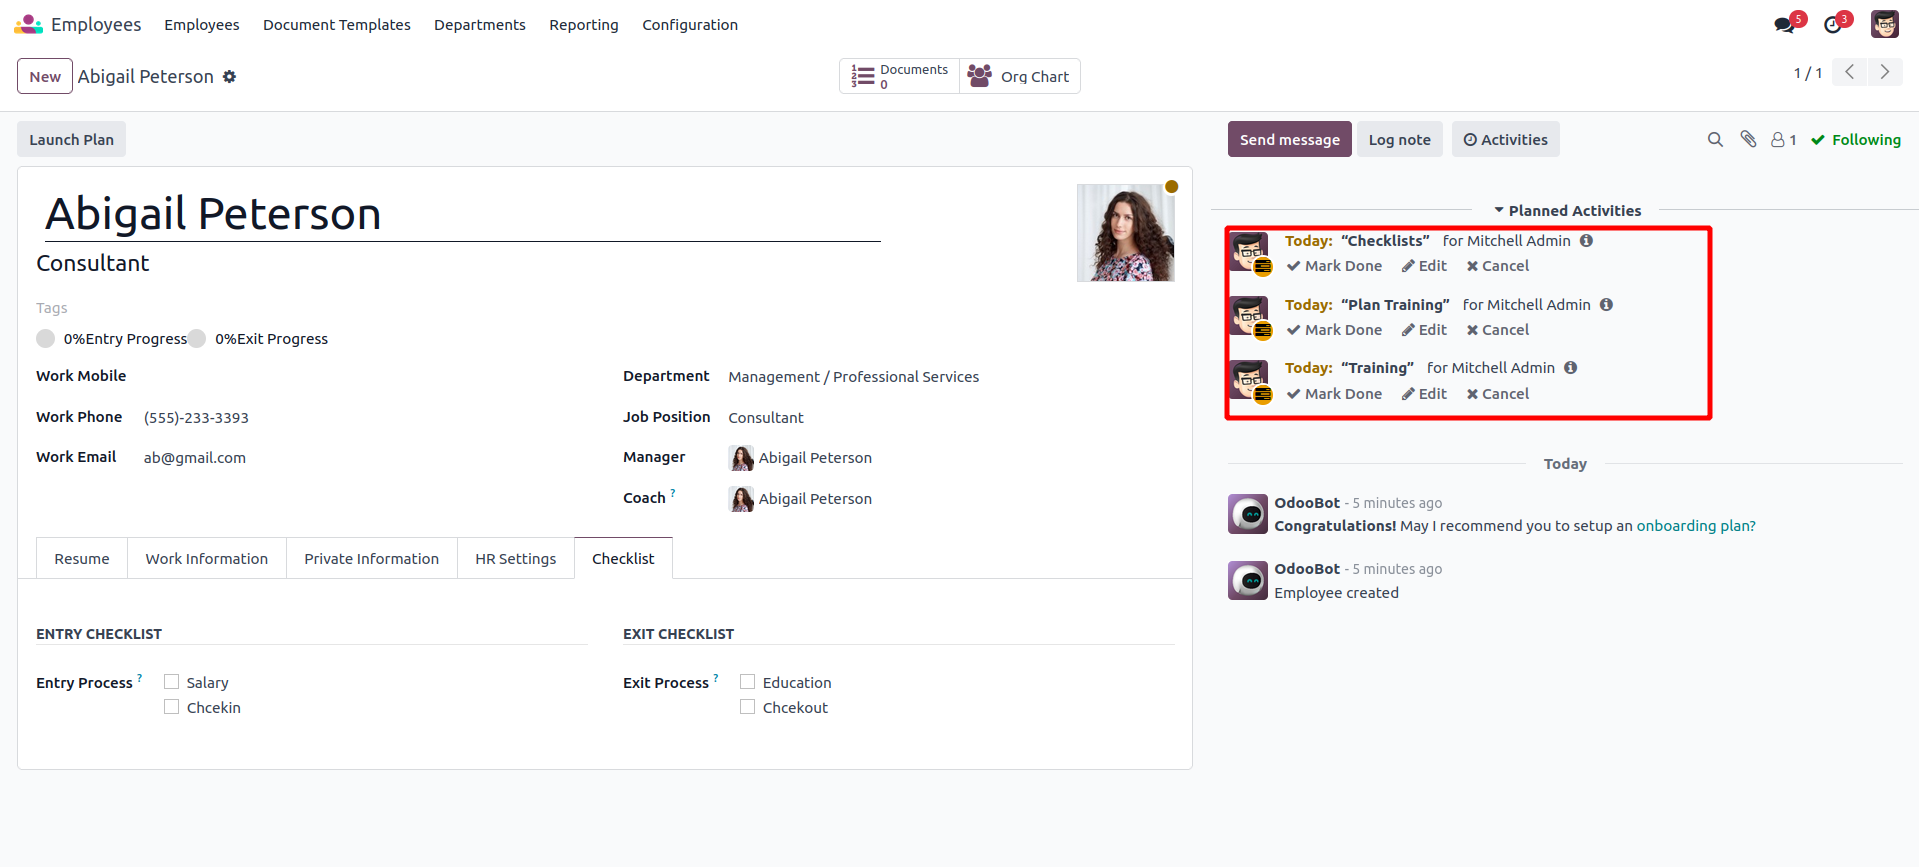 Employees Employees Document Templates Departments Reporting Configuration 5 3
New Abigail Peterson Documents 0 Org Chart 1 / 1
Launch Plan
Abigail Peterson
Consultant
Tags
0%Entry Progress 0%Exit Progress
Work Mobile
Work Phone (555)-233-3393
Work Email ab@gmail.com
Department Management / Professional Services
Job Position Consultant
Manager Abigail Peterson
Coach ? Abigail Peterson
Resume Work Information Private Information HR Settings Checklist
ENTRY CHECKLIST
Entry Process ? Salary
Chcekin
EXIT CHECKLIST
Exit Process ? Education
Chcekout
Send message Log note Activities 1 Following
Planned Activities
Today: “Checklists” for Mitchell Admin
Mark Done Edit Cancel
Today: “Plan Training” for Mitchell Admin
Mark Done Edit Cancel
Today: “Training” for Mitchell Admin
Mark Done Edit Cancel
Today
OdooBot - 5 minutes ago
Congratulations! May I recommend you to setup an onboarding plan?
OdooBot - 5 minutes ago
Employee created